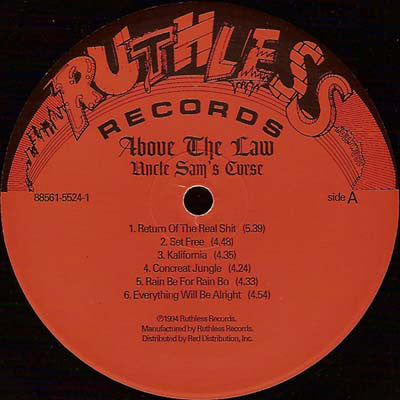 RUTHLESS
RECORDS
Above The Law
Uncle Sam's Curse
88561-5524-1
side A
1. Return Of The Real Shit (5.39)
2. Set Free (4.48)
3. Kalifornia (4.35)
4. Concreat Jungle (4.24)
5. Rain Be For Rain Bo (4.33)
6. Everything Will Be Alright (4.54)
℗1994 Ruthless Records.
Manufactured by Ruthless Records.
Distributed by Red Distribution, Inc.